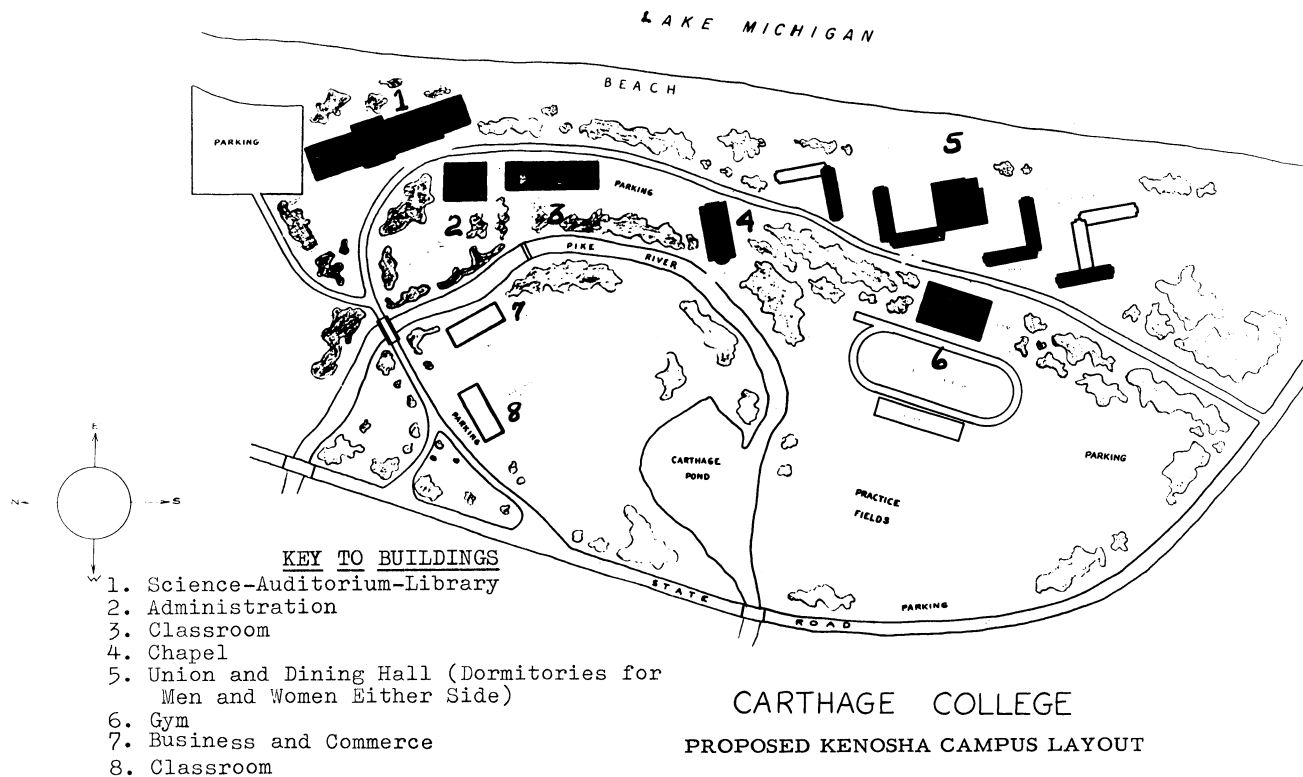 LAKE MICHIGAN
BEACH
1
PARKING
5
2
3
PARKING
4
PIKE
RIVER
7
6
8
PARKING
CARTHAGE
POND
PARKING
PRACTICE
FIELDS
E
N
S
W
STATE
ROAD
PARKING
KEY TO BUILDINGS
1. Science-Auditorium-Library
2. Administration
3. Classroom
4. Chapel
5. Union and Dining Hall (Dormitories for
Men and Women Either Side)
6. Gym
7. Business and Commerce
8. Classroom
CARTHAGE COLLEGE
PROPOSED KENOSHA CAMPUS LAYOUT